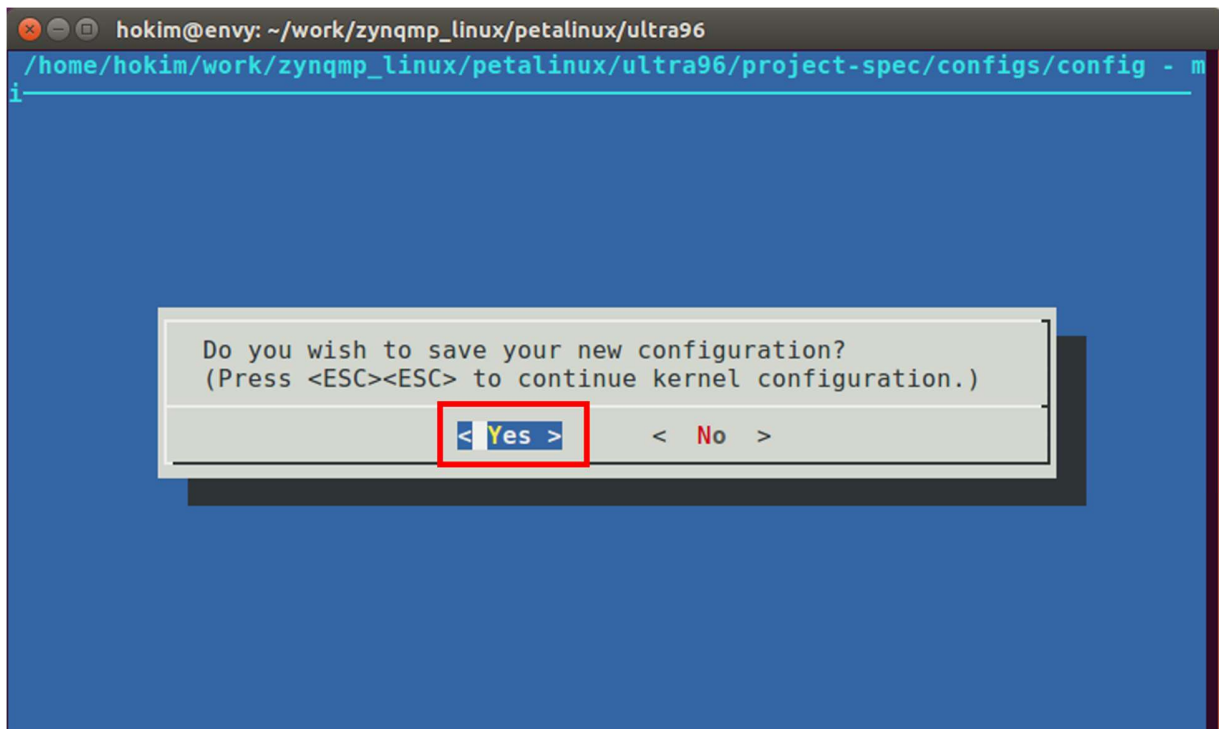 hokim@envy: ~/work/zynqmp_linux/petalinux/ultra96
/home/hokim/work/zynqmp_linux/petalinux/ultra96/project-spec/configs/config - m
i
Do you wish to save your new configuration?
(Press <ESC><ESC> to continue kernel configuration.)
< Yes > < No >